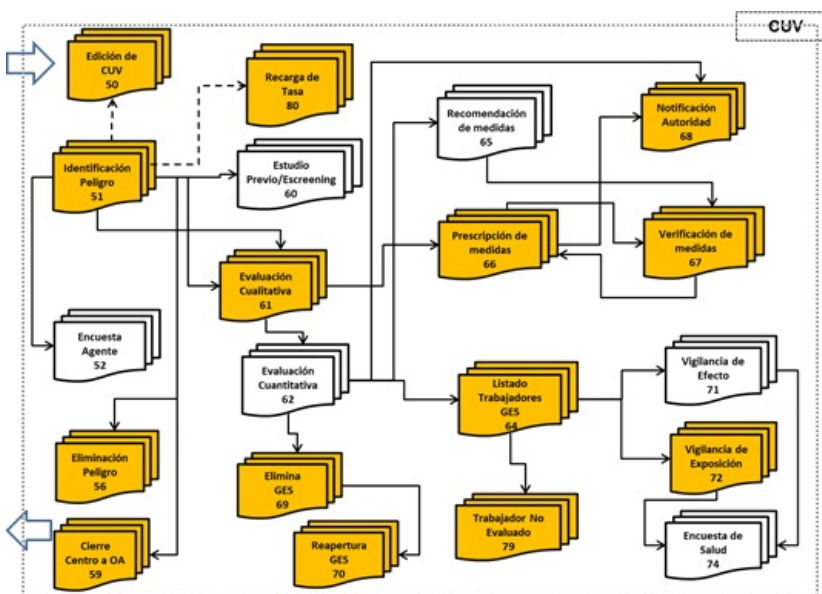 CUV
Edición de
CUV
50
Recarga de
Tasa
80
Recomendación
de medidas
65
Notificación
Autoridad
68
Identificación
Peligro
51
Estudio
Previo/Escreening
60
Prescripción de
medidas
66
Verificación de
medidas
67
Evaluación
Cualitativa
61
Encuesta
Agente
52
Evaluación
Cuantitativa
62
Listado
Trabajadores
GES
64
Vigilancia de
Efecto
71
Eliminación
Peligro
56
Elimina
GES
69
Vigilancia de
Exposición
72
Cierre
Centro a OA
59
Reapertura
GES
70
Trabajador No
Evaluado
79
Encuesta de
Salud
74